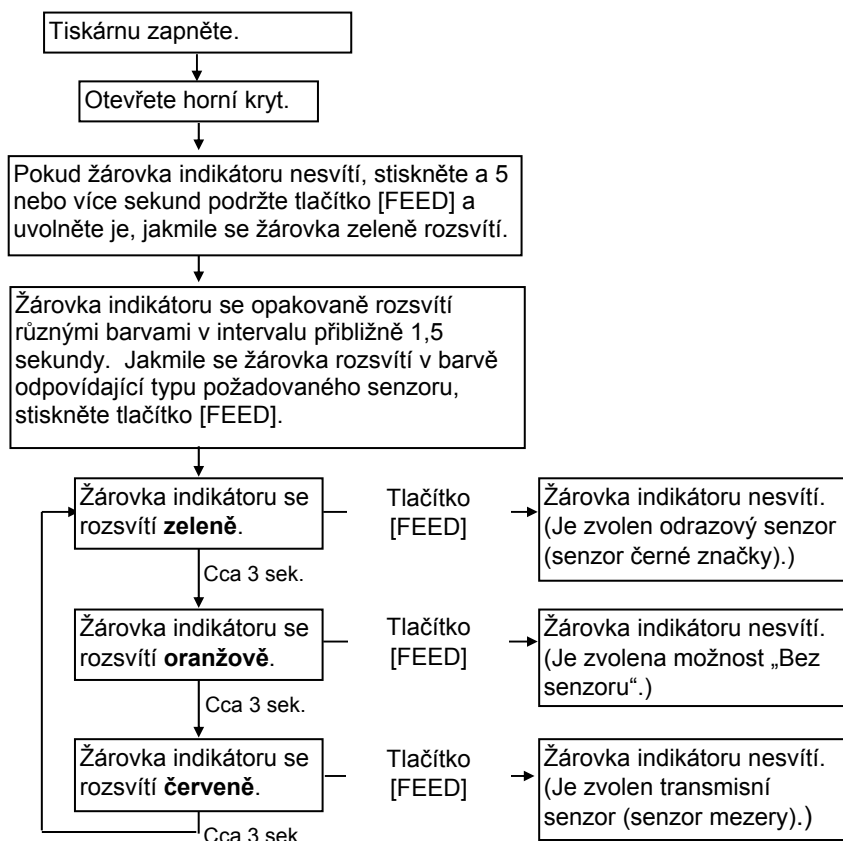 Tiskárnu zapněte.
Otevřete horní kryt.
Pokud žárovka indikátoru nesvítí, stiskněte a 5
nebo více sekund podržte tlačítko [FEED] a
uvolněte je, jakmile se žárovka zeleně rozsvítí.
Žárovka indikátoru se opakovaně rozsvítí
různými barvami v intervalu přibližně 1,5
sekundy. Jakmile se žárovka rozsvítí v barvě
odpovídající typu požadovaného senzoru,
stiskněte tlačítko [FEED].
Žárovka indikátoru se
rozsvítí zeleně.
Tlačítko
[FEED]
Žárovka indikátoru nesvítí.
(Je zvolen odrazový senzor
(senzor černé značky).)
Cca 3 sek.
Žárovka indikátoru se
rozsvítí oranžově.
Tlačítko
[FEED]
Žárovka indikátoru nesvítí.
(Je zvolena možnost „Bez
senzoru“.)
Cca 3 sek.
Žárovka indikátoru se
rozsvítí červeně.
Tlačítko
[FEED]
Žárovka indikátoru nesvítí.
(Je zvolen transmisní
senzor (senzor mezery).)
Cca 3 sek